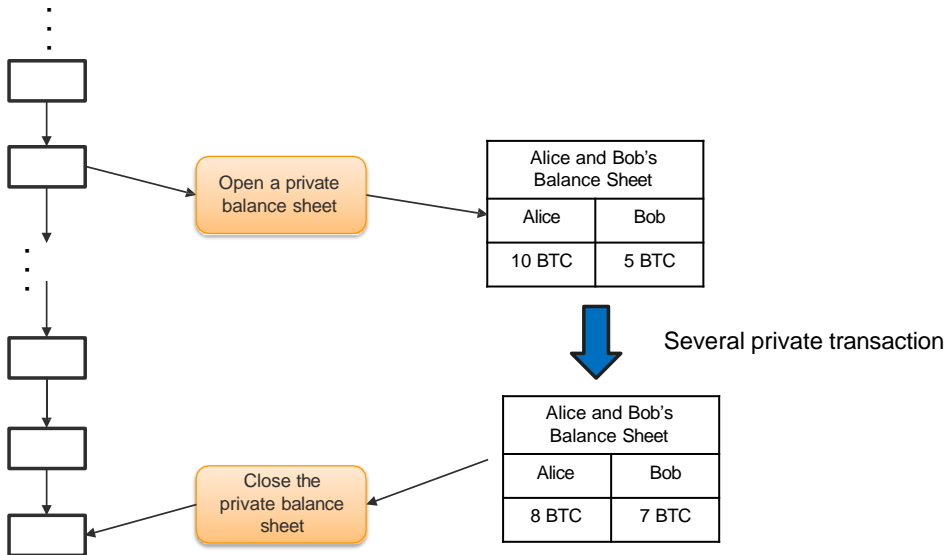 Open a private
balance sheet
Alice and Bob's
Balance Sheet
Alice
Bob
10 BTC
5 BTC
Several private transaction
Alice and Bob's
Balance Sheet
Alice
Bob
8 BTC
7 BTC
Close the
private balance
sheet